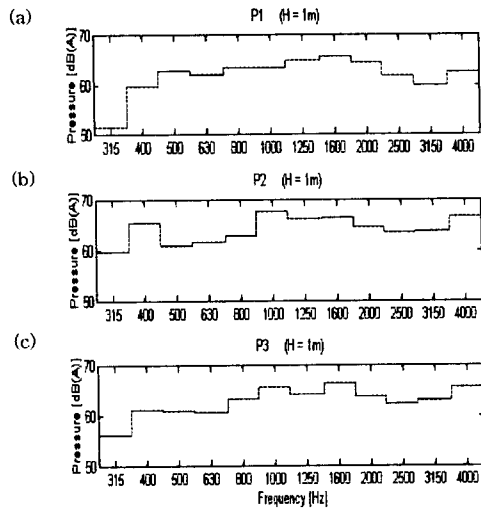 (a)
P1 (H = 1m)
Pressure [dB(A)]
70
60
50
315 400 500 630 800 1000 1250 1600 2000 2500 3150 4000
(b)
P2 (H = 1m)
Pressure [dB(A)]
70
60
50
315 400 500 630 800 1000 1250 1600 2000 2500 3150 4000
(c)
P3 (H = 1m)
Pressure [dB(A)]
70
60
50
315 400 500 630 800 1000 1250 1600 2000 2500 3150 4000
Frequency [Hz]